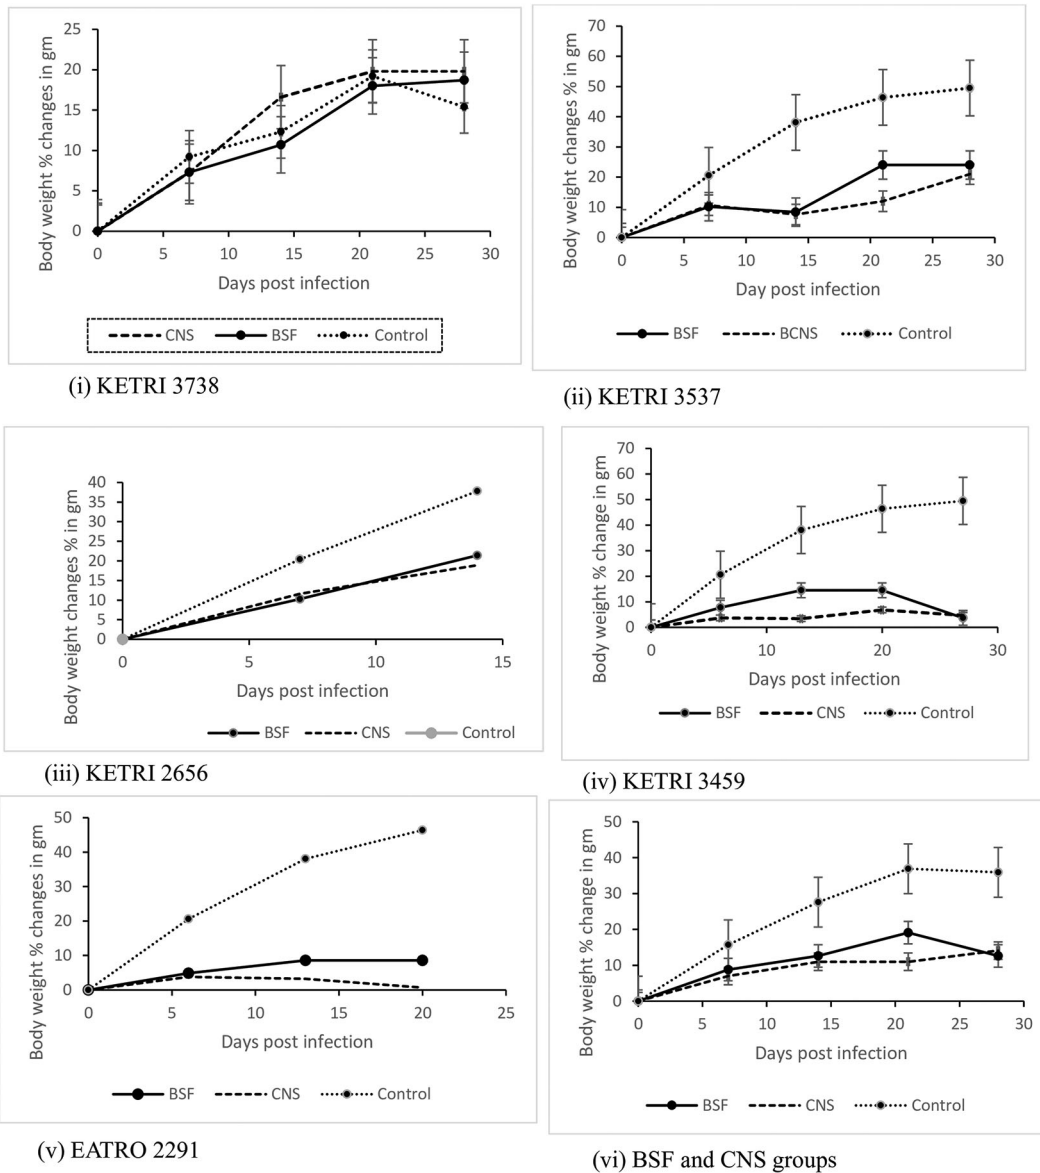 Body weight % changes in gm
25
20
15
10
5
0
0 5 10 15 20 25 30
Days post infection
CNS BSF Control
(i) KETRI 3738
Body weight changes % in gm
70
60
50
40
30
20
10
0
0 5 10 15 20 25 30
Day post infection
BSF BCNS Control
(ii) KETRI 3537
Body weight changes % in gm
40
35
30
25
20
15
10
5
0
0 5 10 15
Days post infection
BSF CNS Control
(iii) KETRI 2656
Body weight % change in gm
70
60
50
40
30
20
10
0
0 10 20 30
Days post infection
BSF CNS Control
(iv) KETRI 3459
Body weight % changes in gm
50
40
30
20
10
0
0 5 10 15 20 25
Days post infection
BSF CNS Control
(v) EATRO 2291
Body weight % change in gm
50
40
30
20
10
0
0 5 10 15 20 25 30
Days post infection
BSF CNS Control
(vi) BSF and CNS groups